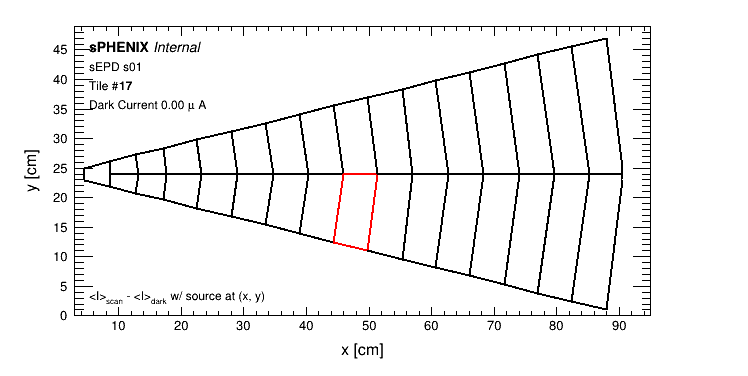 sPHENIX Internal
sEPD s01
Tile #17
Dark Current 0.00 μ A
<I>scan - <I>dark w/ source at (x, y)
y [cm]
45
40
35
30
25
20
15
10
5
0
10 20 30 40 50 60 70 80 90
x [cm]